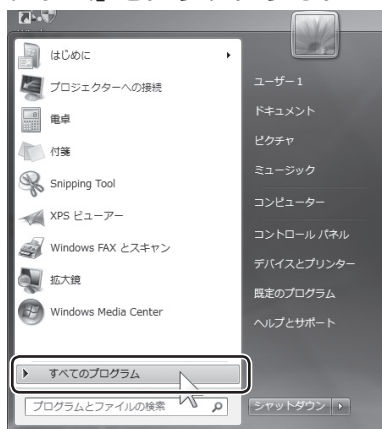 はじめに
プロジェクターへの接続
電卓
付箋
Snipping Tool
XPS ビューアー
Windows FAX とスキャン
拡大鏡
Windows Media Center
すべてのプログラム
プログラムとファイルの検索
ユーザー1
ドキュメント
ピクチャ
ミュージック
コンピューター
コントロール パネル
デバイスとプリンター
既定のプログラム
ヘルプとサポート
シャットダウン